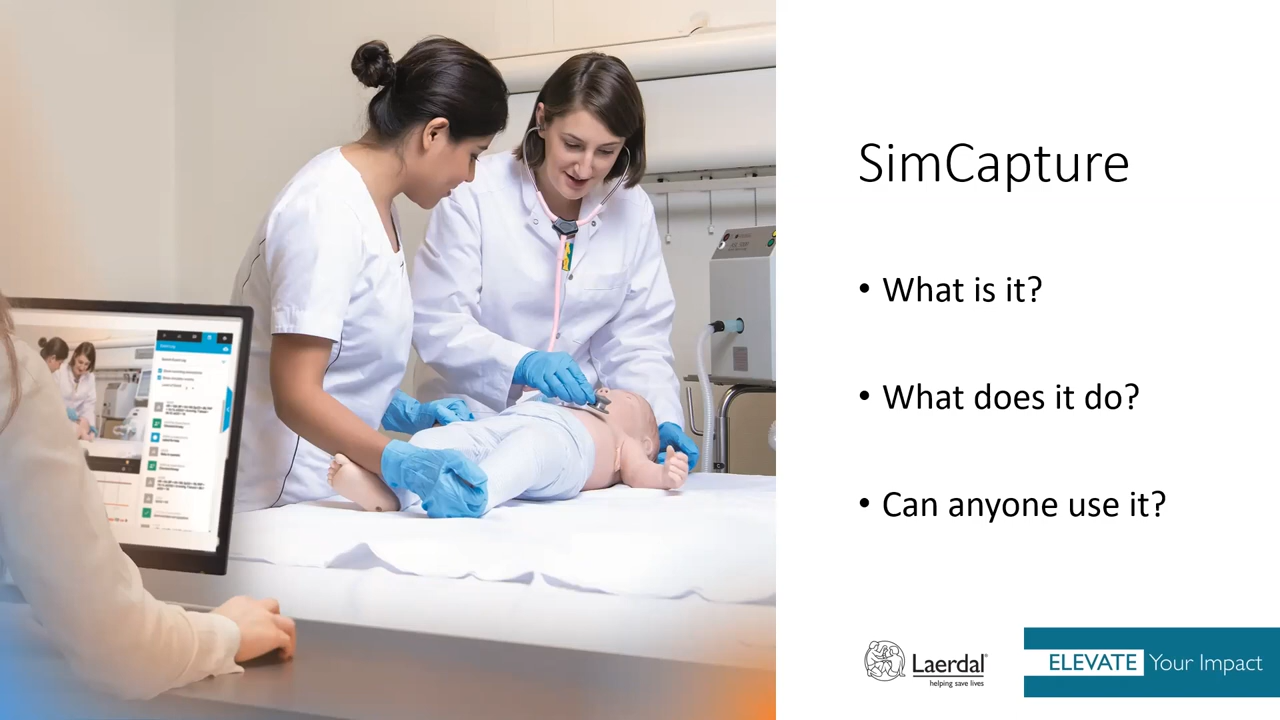 SimCapture
• What is it?
• What does it do?
• Can anyone use it?
Laerdal®
helping save lives
ELEVATE Your Impact